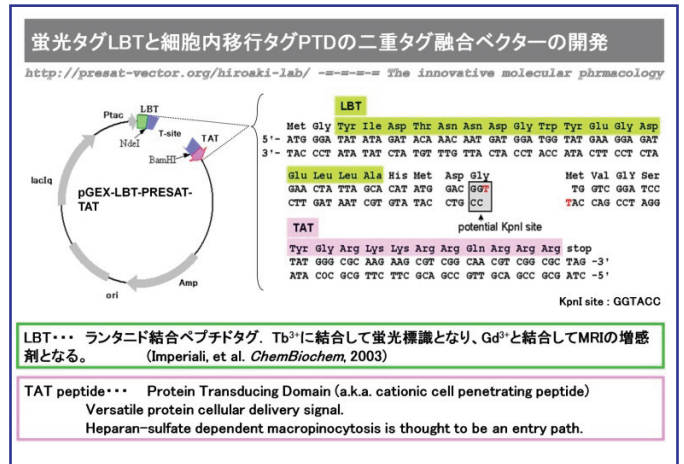 蛍光タグLBTと細胞内移行タグPTDの二重タグ融合ベクターの開発
http://presat-vector.org/hiroaki-lab/ -=-=-=-= The innovative molecular phrmacology
Ptac
LBT
T-site
NdeI
TAT
BamHI
lacIq
pGEX-LBT-PRESAT-
TAT
Amp
ori
LBT
Met Gly Tyr Ile Asp Thr Asn Asn Asp Gly Trp Tyr Glu Gly Asp
5'- ATG GGA TAT ATA GAT ACA AAC AAT GAT GGA TGG TAT GAA GGA GAT
3'- TAC CCT ATA TAT CTA TGT TTG TTA CTA CCT ACC ATA CTT CCT CTA
Glu Leu Leu Ala His Met Asp Gly Met Val GlY Ser
GAA CTA TTA GCA CAT ATG GAC GGT TG GTC GGA TCC
CTT GAT AAT CGT GTA TAC CTG CC TACC CAG CCT AGG
potential KpnI site
TAT
Tyr Gly Arg Lys Lys Arg Arg Gln Arg Arg Arg stop
TAT GGG CGC AAG AAG CGT CGG CAA CGT CGG CGC TAG -3'
ATA COC GCG TTC TTC GCA GCC GTT GCA GCC GCG ATC -5'
KpnI site : GGTACC
LBT・・・ ランタニド結合ペプチドタグ. Tb³⁺に結合して蛍光標識となり、Gd³⁺と結合してMRIの増感
剤となる。 (Imperiali, et al. ChemBiochem, 2003)
TAT peptide・・・ Protein Transducing Domain (a.k.a. cationic cell penetrating peptide)
Versatile protein cellular delivery signal.
Heparan-sulfate dependent macropinocytosis is thought to be an entry path.